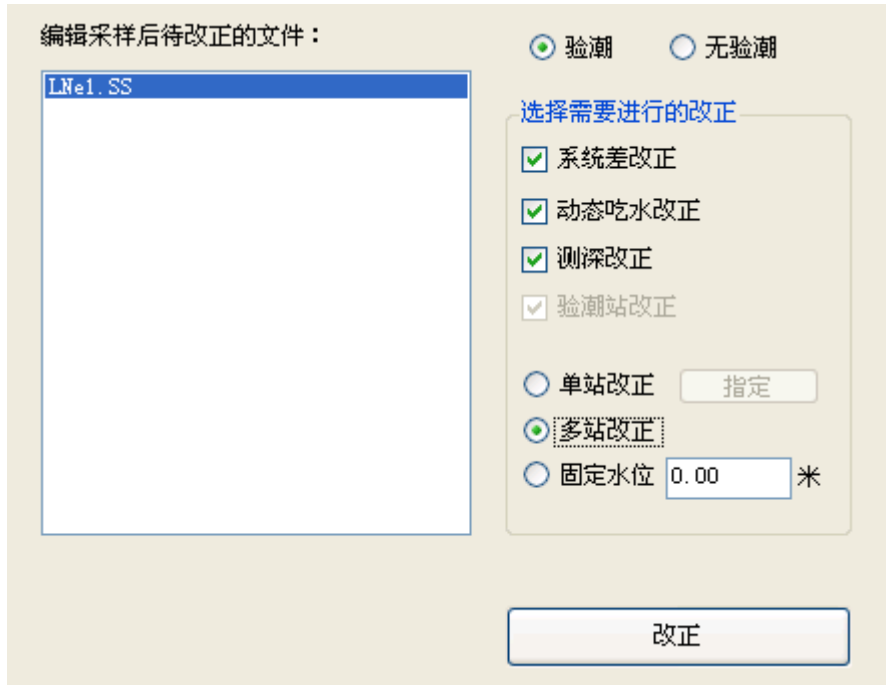 编辑采样后待改正的文件：
LNe1.SS
验潮 无验潮
选择需要进行的改正
系统差改正
动态吃水改正
测深改正
验潮站改正
单站改正 指定
多站改正
固定水位 0.00 米
改正